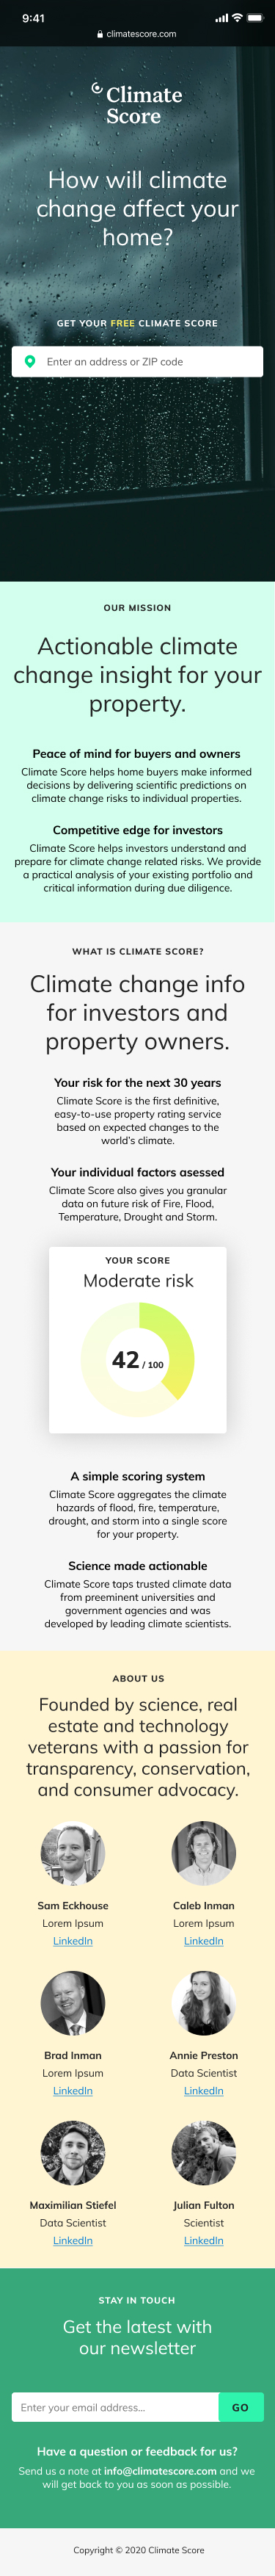 9:41
climatescore.com
Climate
Score
How will climate
change affect your
home?
GET YOUR FREE CLIMATE SCORE
Enter an address or ZIP code
OUR MISSION
Actionable climate
change insight for your
property.
Peace of mind for buyers and owners
Climate Score helps home buyers make informed
decisions by delivering scientific predictions on
climate change risks to individual properties.
Competitive edge for investors
Climate Score helps investors understand and
prepare for climate change related risks. We provide
a practical analysis of your existing portfolio and
critical information during due diligence.
WHAT IS CLIMATE SCORE?
Climate change info
for investors and
property owners.
Your risk for the next 30 years
Climate Score is the first definitive,
easy-to-use property rating service
based on expected changes to the
world's climate.
Your individual factors asessed
Climate Score also gives you granular
data on future risk of Fire, Flood,
Temperature, Drought and Storm.
YOUR SCORE
Moderate risk
42 / 100
A simple scoring system
Climate Score aggregates the climate
hazards of flood, fire, temperature,
drought, and storm into a single score
for your property.
Science made actionable
Climate Score taps trusted climate data
from preeminent universities and
government agencies and was
developed by leading climate scientists.
ABOUT US
Founded by science, real
estate and technology
veterans with a passion for
transparency, conservation,
and consumer advocacy.
Sam Eckhouse
Lorem Ipsum
LinkedIn
Caleb Inman
Lorem Ipsum
LinkedIn
Brad Inman
Lorem Ipsum
LinkedIn
Annie Preston
Data Scientist
LinkedIn
Maximilian Stiefel
Data Scientist
LinkedIn
Julian Fulton
Scientist
LinkedIn
STAY IN TOUCH
Get the latest with
our newsletter
Enter your email address...
GO
Have a question or feedback for us?
Send us a note at info@climatescore.com and we
will get back to you as soon as possible.
Copyright © 2020 Climate Score